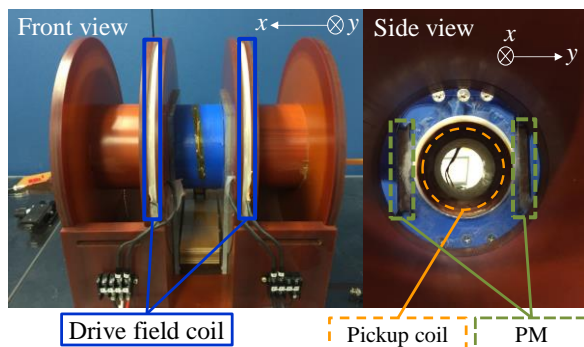 Front view
x
y
Side view
x
y
Drive field coil
Pickup coil
PM